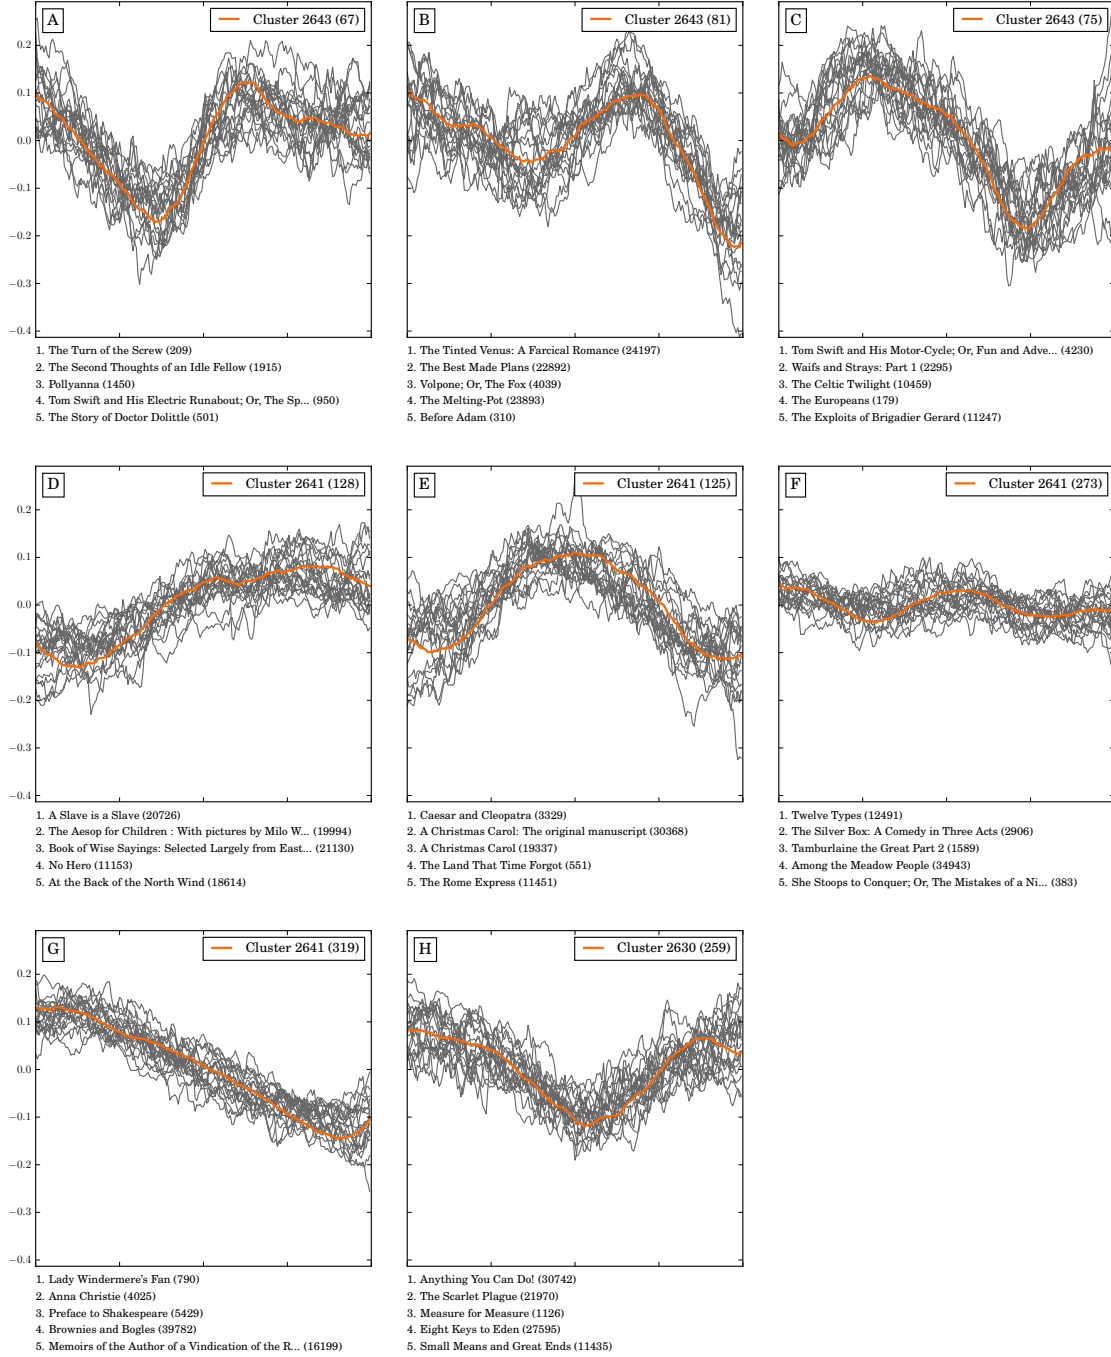 A
Cluster 2643 (67)
B
Cluster 2643 (81)
C
Cluster 2643 (75)
0.2
0.1
0.0
−0.1
−0.2
−0.3
−0.4
1. The Turn of the Screw (209)
2. The Second Thoughts of an Idle Fellow (1915)
3. Pollyanna (1450)
4. Tom Swift and His Electric Runabout; Or, The Sp... (950)
5. The Story of Doctor Dolittle (501)
1. The Tinted Venus: A Farcical Romance (24197)
2. The Best Made Plans (22892)
3. Volpone; Or, The Fox (4039)
4. The Melting-Pot (23893)
5. Before Adam (310)
1. Tom Swift and His Motor-Cycle; Or, Fun and Adve... (4230)
2. Waifs and Strays: Part 1 (2295)
3. The Celtic Twilight (10459)
4. The Europeans (179)
5. The Exploits of Brigadier Gerard (11247)
D
Cluster 2641 (128)
E
Cluster 2641 (125)
F
Cluster 2641 (273)
0.2
0.1
0.0
−0.1
−0.2
−0.3
−0.4
1. A Slave is a Slave (20726)
2. The Aesop for Children : With pictures by Milo W... (19994)
3. Book of Wise Sayings: Selected Largely from East... (21130)
4. No Hero (11153)
5. At the Back of the North Wind (18614)
1. Caesar and Cleopatra (3329)
2. A Christmas Carol: The original manuscript (30368)
3. A Christmas Carol (19337)
4. The Land That Time Forgot (551)
5. The Rome Express (11451)
1. Twelve Types (12491)
2. The Silver Box: A Comedy in Three Acts (2906)
3. Tamburlaine the Great Part 2 (1589)
4. Among the Meadow People (34943)
5. She Stoops to Conquer; Or, The Mistakes of a Ni... (383)
G
Cluster 2641 (319)
H
Cluster 2630 (259)
0.2
0.1
0.0
−0.1
−0.2
−0.3
−0.4
1. Lady Windermere's Fan (790)
2. Anna Christie (4025)
3. Preface to Shakespeare (5429)
4. Brownies and Bogles (39782)
5. Memoirs of the Author of a Vindication of the R... (16199)
1. Anything You Can Do! (30742)
2. The Scarlet Plague (21970)
3. Measure for Measure (1126)
4. Eight Keys to Eden (27595)
5. Small Means and Great Ends (11435)